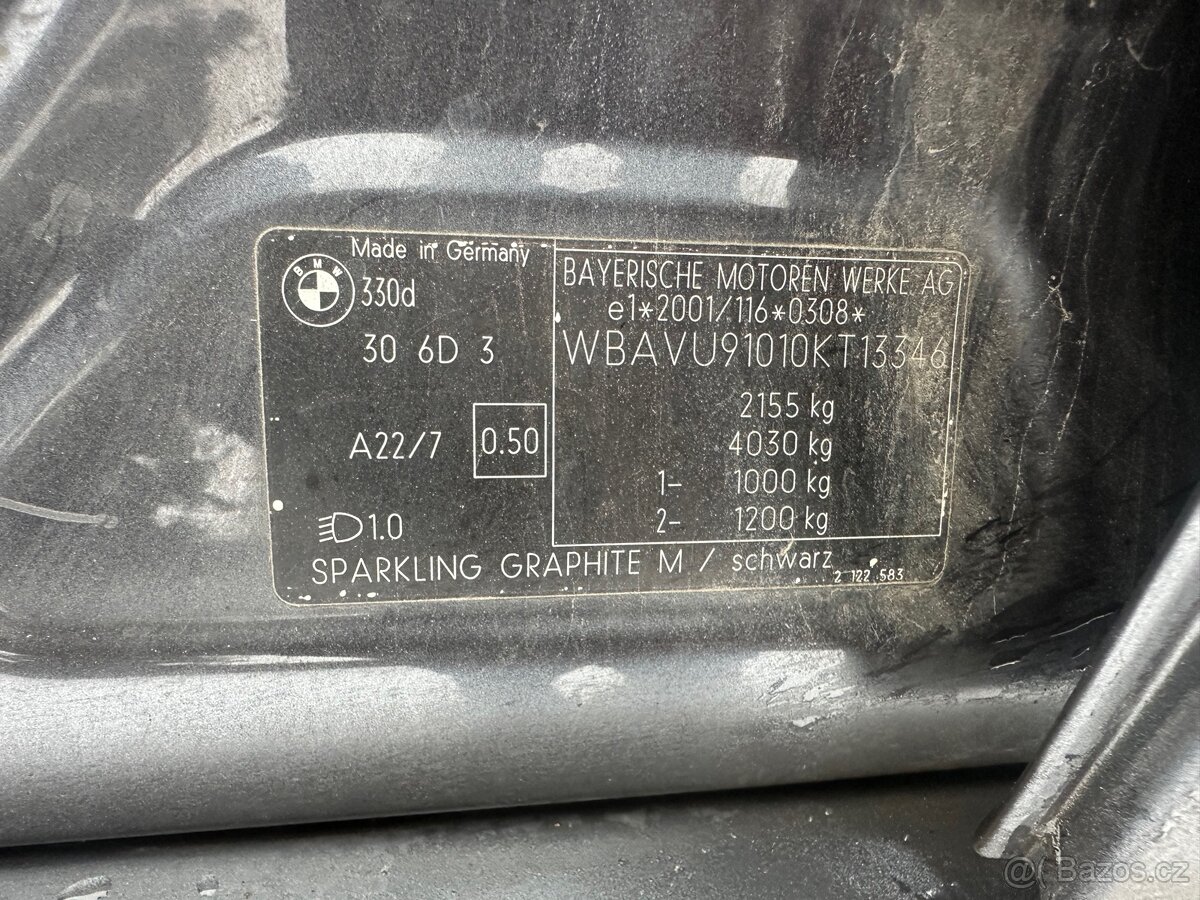 Made in Germany
BMW
330d
30 6D 3
A22/7 0.50
1.0
BAYERISCHE MOTOREN WERKE AG
e1*2001/116*0308*
WBAVU91010KT13346
2155 kg
4030 kg
1- 1000 kg
2- 1200 kg
SPARKLING GRAPHITE M / schwarz
2 122 583
@ Bazos.cz